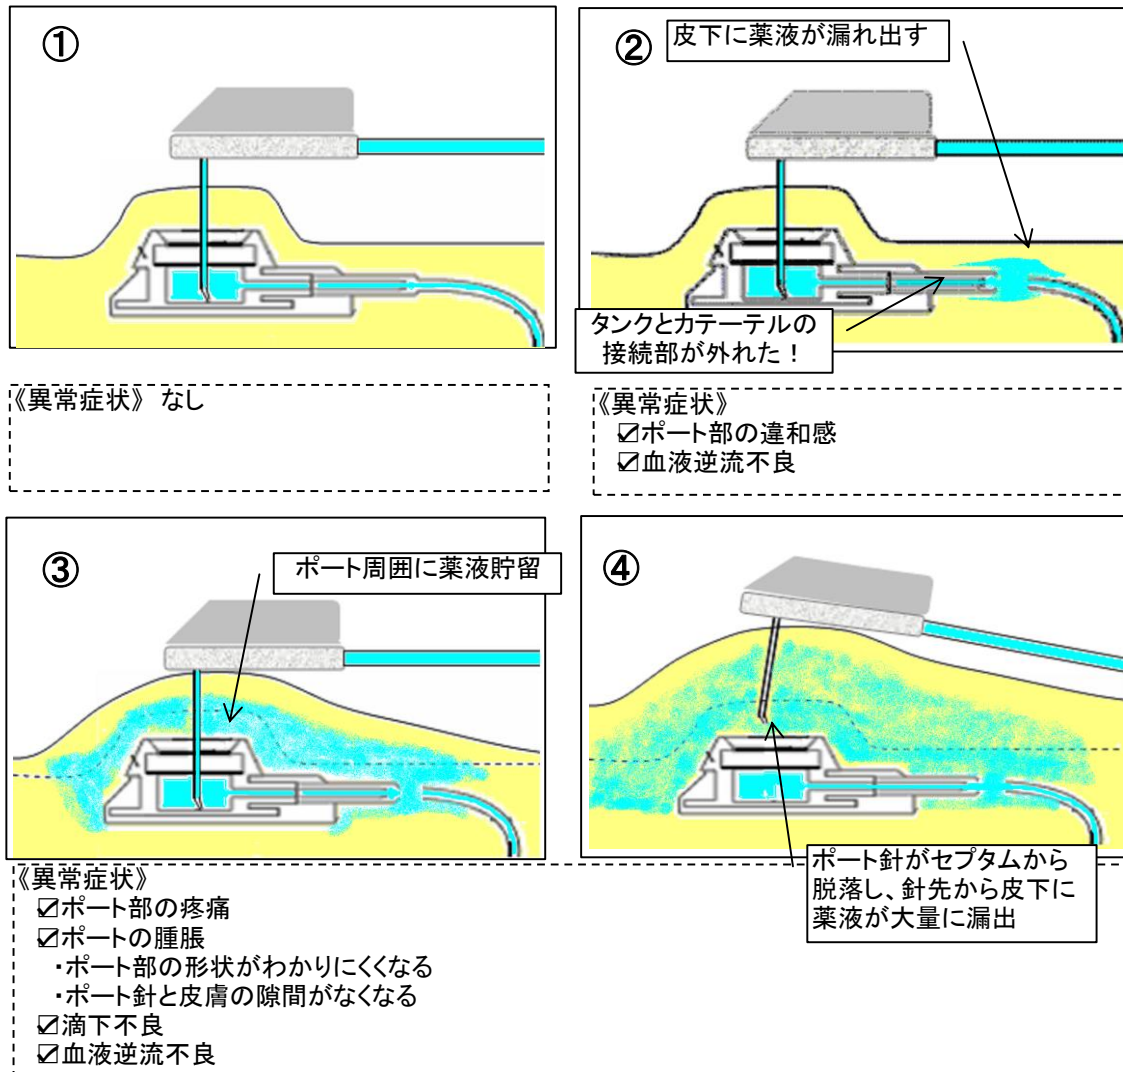 ①
② 皮下に薬液が漏れ出す
タンクとカテーテルの
接続部が外れた！
《異常症状》 なし
《異常症状》
☑ポート部の違和感
☑血液逆流不良
③ ポート周囲に薬液貯留
④
ポート針がセプタムから
脱落し、針先から皮下に
薬液が大量に漏出
《異常症状》
☑ポート部の疼痛
☑ポートの腫脹
・ポート部の形状がわかりにくくなる
・ポート針と皮膚の隙間がなくなる
☑滴下不良
☑血液逆流不良